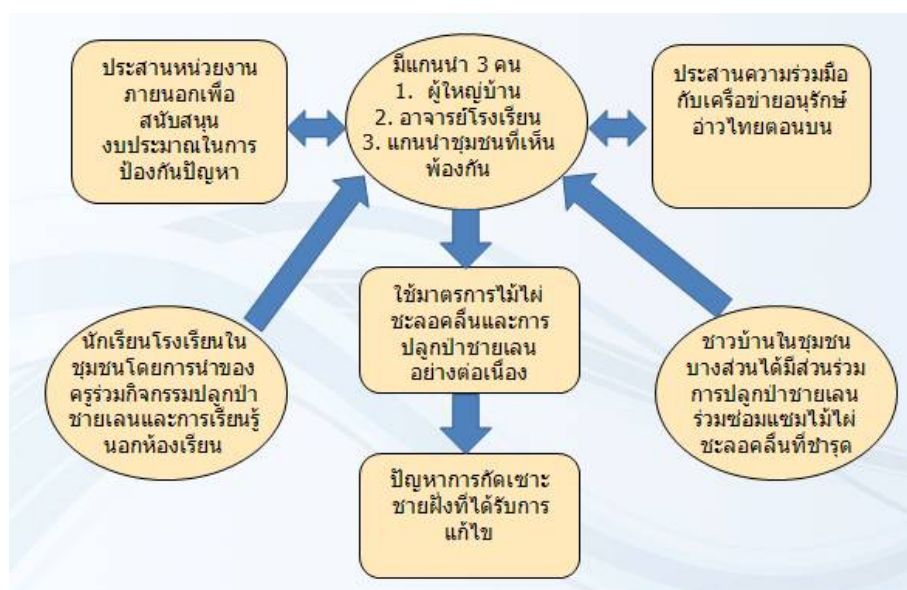 ประสานหน่วยงาน
ภายนอกเพื่อ
สนับสนุน
งบประมาณในการ
ป้องกันปัญหา
มีแกนนำ 3 คน
1. ผู้ใหญ่บ้าน
2. อาจารย์โรงเรียน
3. แกนนำชุมชนที่เห็น
พ้องกัน
ประสานความร่วมมือ
กับเครือข่ายอนุรักษ์
อ่าวไทยตอนบน
นักเรียนโรงเรียนใน
ชุมชนโดยการนำของ
ครูร่วมกิจกรรมปลูกป่า
ชายเลนและการเรียนรู้
นอกห้องเรียน
ใช้มาตรการไม้ไผ่
ชะลอคลื่นและการ
ปลูกป่าชายเลน
อย่างต่อเนื่อง
ชาวบ้านในชุมชน
บางส่วนได้มีส่วนร่วม
การปลูกป่าชายเลน
ร่วมซ่อมแซมไม้ไผ่
ชะลอคลื่นที่ชำรุด
ปัญหาการกัดเซาะ
ชายฝั่งที่ได้รับการ
แก้ไข